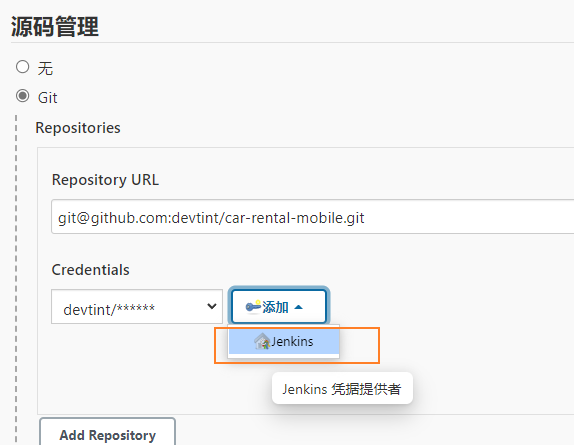 源码管理
无
Git
Repositories
Repository URL
git@github.com:devtint/car-rental-mobile.git
Credentials
devtint/****** 添加
Jenkins
Jenkins 凭据提供者
Add Repository